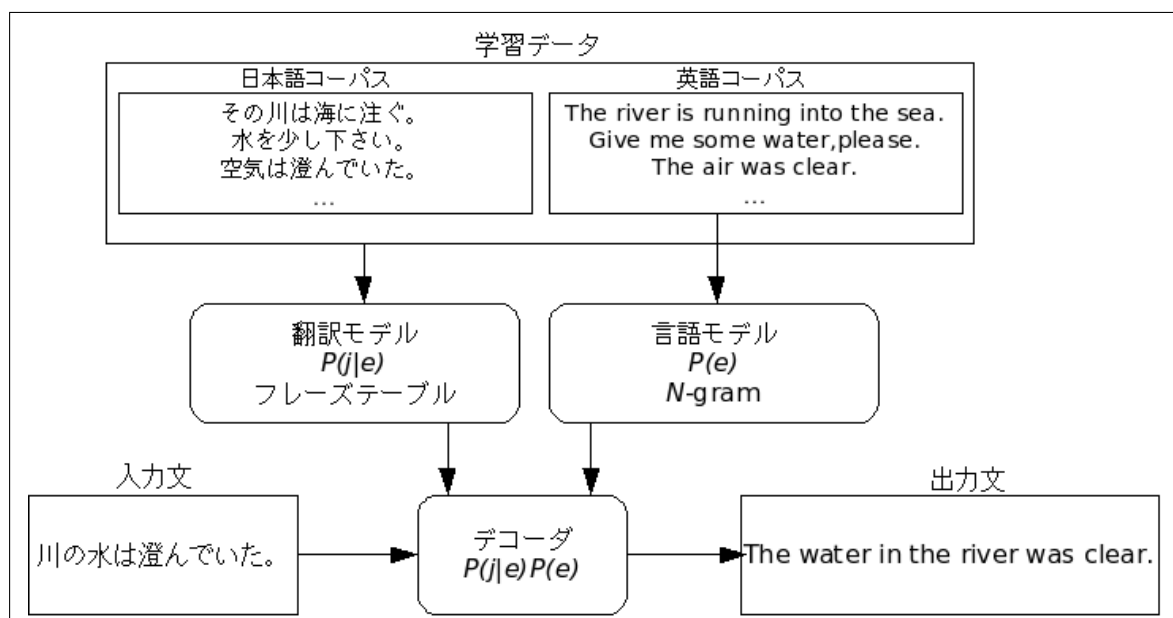 学習データ
日本語コーパス
その川は海に注ぐ。
水を少し下さい。
空気は澄んでいた。
…
英語コーパス
The river is running into the sea.
Give me some water,please.
The air was clear.
…
翻訳モデル
P(j|e)
フレーズテーブル
言語モデル
P(e)
N-gram
入力文
川の水は澄んでいた。
デコーダ
P(j|e)P(e)
出力文
The water in the river was clear.